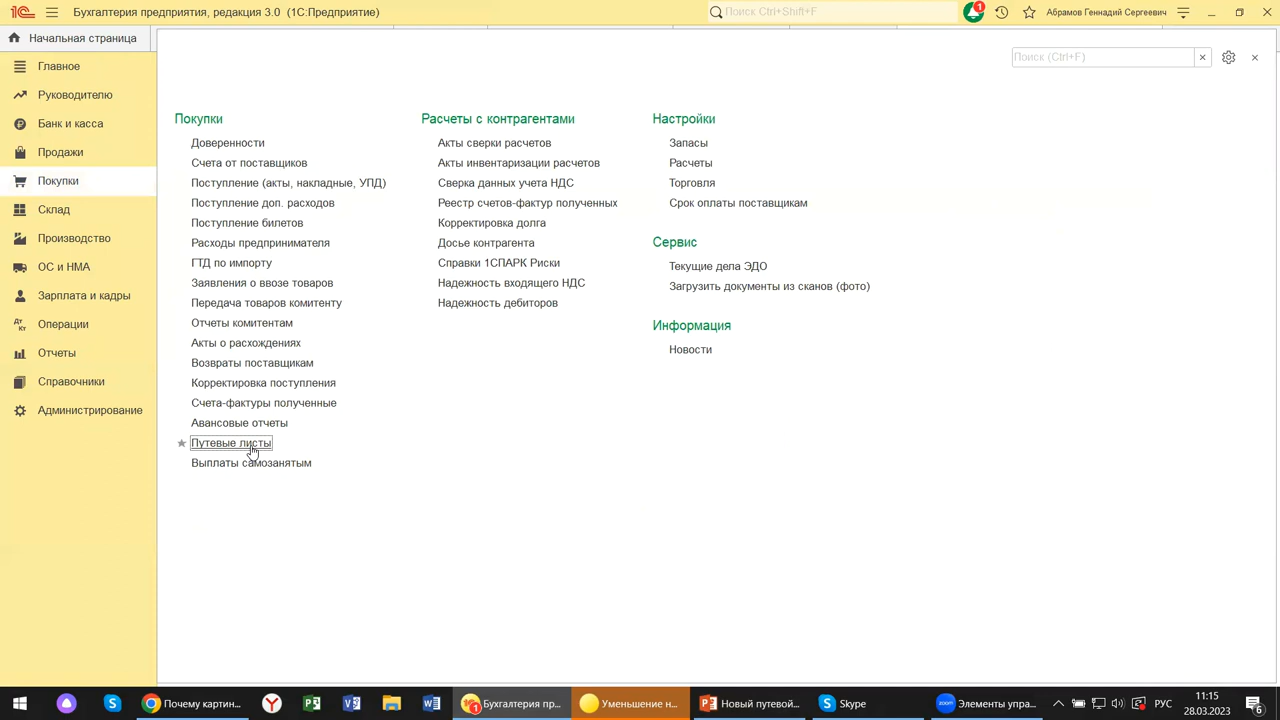 Бухгалтерия предприятия, редакция 3.0 (1С:Предприятие)
Поиск Ctrl+Shift+F
1
Абрамов Геннадий Сергеевич
Начальная страница
Поиск (Ctrl+F)
Главное
Руководителю
Банк и касса
Продажи
Покупки
Склад
Производство
ОС и НМА
Зарплата и кадры
Дт
Кт
Операции
Отчеты
Справочники
Администрирование
Покупки
Доверенности
Счета от поставщиков
Поступление (акты, накладные, УПД)
Поступление доп. расходов
Поступление билетов
Расходы предпринимателя
ГТД по импорту
Заявления о ввозе товаров
Передача товаров комитенту
Отчеты комитентам
Акты о расхождениях
Возвраты поставщикам
Корректировка поступления
Счета-фактуры полученные
Авансовые отчеты
Путевые листы
Выплаты самозанятым
Расчеты с контрагентами
Акты сверки расчетов
Акты инвентаризации расчетов
Сверка данных учета НДС
Реестр счетов-фактур полученных
Корректировка долга
Досье контрагента
Справки 1СПАРК Риски
Надежность входящего НДС
Надежность дебиторов
Настройки
Запасы
Расчеты
Торговля
Срок оплаты поставщикам
Сервис
Текущие дела ЭДО
Загрузить документы из сканов (фото)
Информация
Новости
Почему картин...
Бухгалтерия пр...
Уменьшение н...
Новый путевой...
Skype
Элементы упра...
РУС
11:15
28.03.2023
6